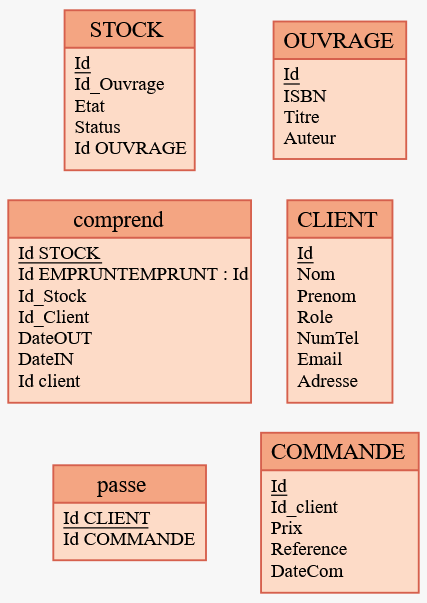 STOCK
Id
Id_Ouvrage
Etat
Status
Id OUVRAGE
OUVRAGE
Id
ISBN
Titre
Auteur
comprend
Id STOCK
Id EMPRUNTEMPRUNT : Id
Id_Stock
Id_Client
DateOUT
DateIN
Id client
CLIENT
Id
Nom
Prenom
Role
NumTel
Email
Adresse
passe
Id CLIENT
Id COMMANDE
COMMANDE
Id
Id_client
Prix
Reference
DateCom